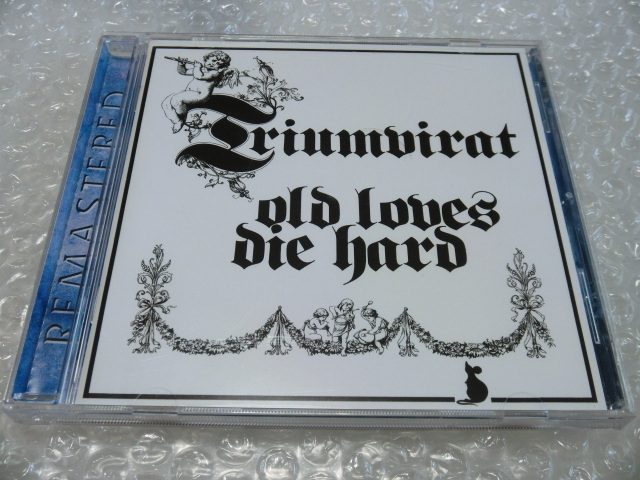 Triumvirat
old loves
die hard
REMASTERED